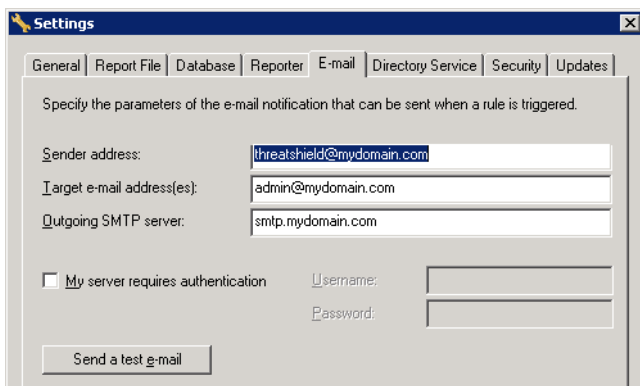 Settings
General Report File Database Reporter E-mail Directory Service Security Updates
Specify the parameters of the e-mail notification that can be sent when a rule is triggered.
Sender address: threatshield@mydomain.com
Target e-mail address(es): admin@mydomain.com
Outgoing SMTP server: smtp.mydomain.com
My server requires authentication Username:
Password:
Send a test e-mail